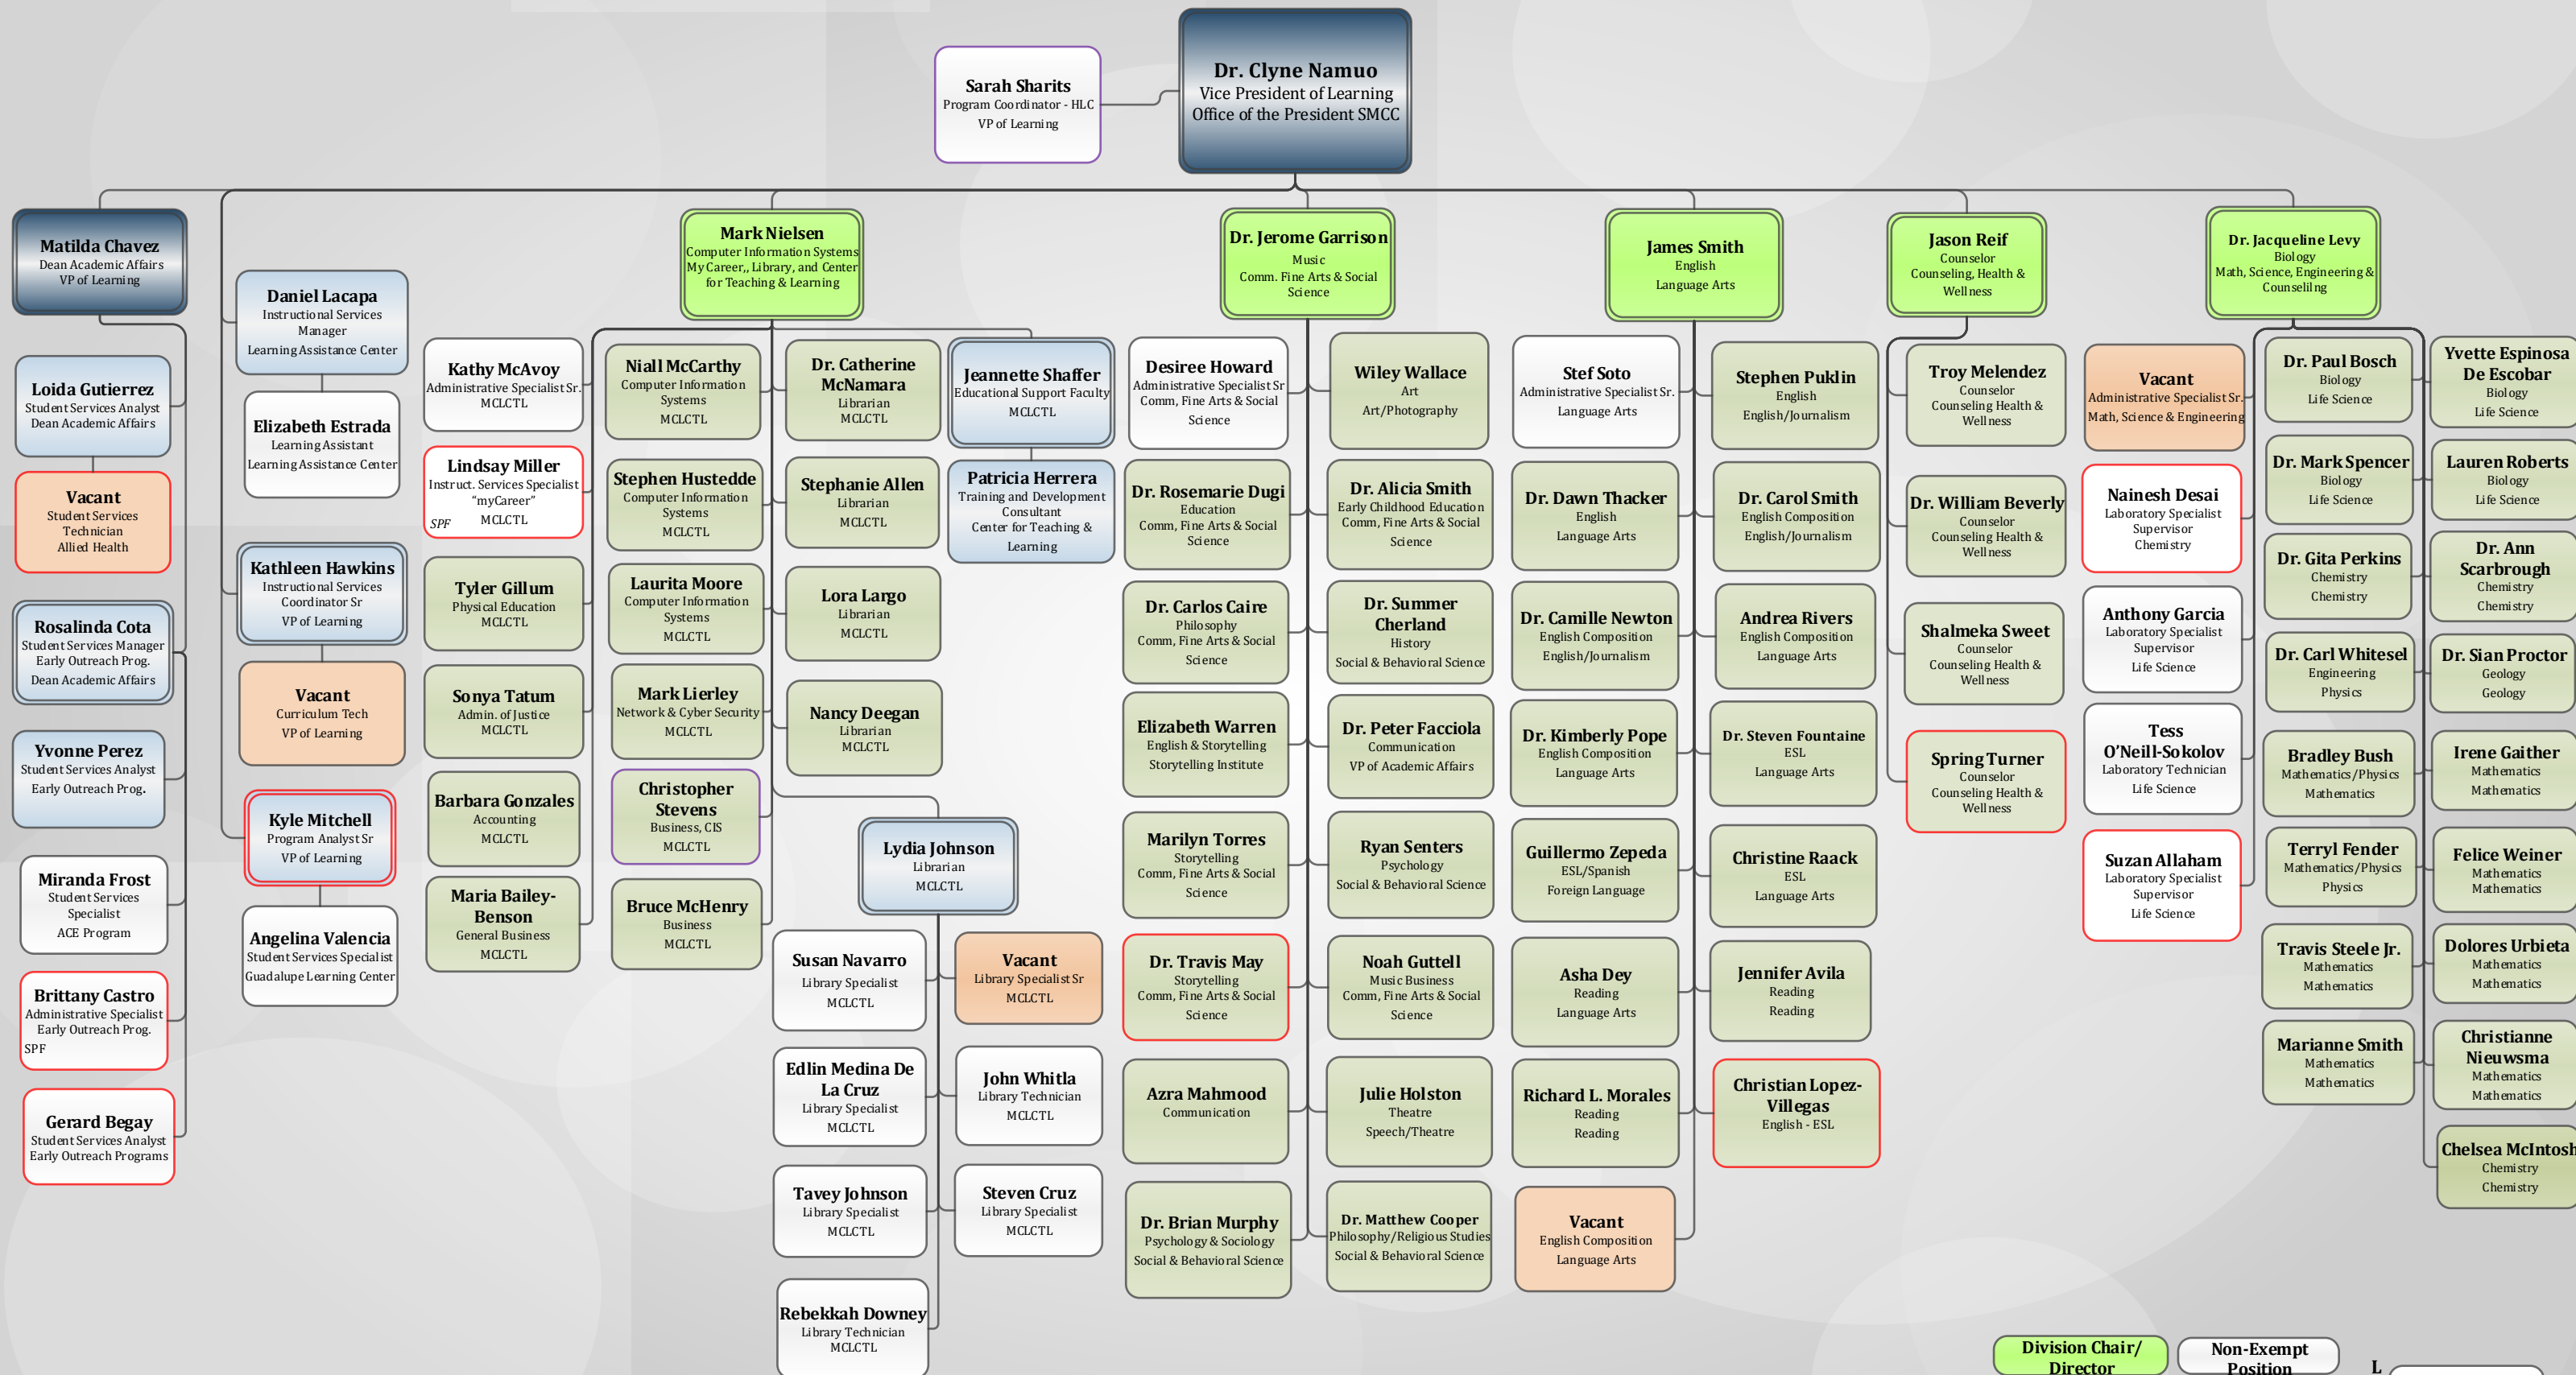 Dr. Clyne Namuo
Vice President of Learning
Office of the President SMCC
Sarah Sharits
Program Coordinator - HLC
VP of Learning
Matilda Chavez
Dean Academic Affairs
VP of Learning
Loida Gutierrez
Student Services Analyst
Dean Academic Affairs
Vacant
Student Services
Technician
Allied Health
Rosalinda Cota
Student Services Manager
Early Outreach Prog.
Dean Academic Affairs
Yvonne Perez
Student Services Analyst
Early Outreach Prog.
Miranda Frost
Student Services
Specialist
ACE Program
Brittany Castro
Administrative Specialist
Early Outreach Prog.
SPF
Gerard Begay
Student Services Analyst
Early Outreach Programs
Daniel Lacapa
Instructional Services
Manager
Learning Assistance Center
Elizabeth Estrada
Learning Assistant
Learning Assistance Center
Kathleen Hawkins
Instructional Services
Coordinator Sr
VP of Learning
Vacant
Curriculum Tech
VP of Learning
Kyle Mitchell
Program Analyst Sr
VP of Learning
Angelina Valencia
Student Services Specialist
Guadalupe Learning Center
Mark Nielsen
Computer Information Systems
My Career,, Library, and Center
for Teaching & Learning
Kathy McAvoy
Administrative Specialist Sr.
MCLCTL
Lindsay Miller
Instruct. Services Specialist
“myCareer”
SPF MCLCTL
Tyler Gillum
Physical Education
MCLCTL
Sonya Tatum
Admin. of Justice
MCLCTL
Barbara Gonzales
Accounting
MCLCTL
Maria Bailey-
Benson
General Business
MCLCTL
Niall McCarthy
Computer Information
Systems
MCLCTL
Stephen Hustedde
Computer Information
Systems
MCLCTL
Laurita Moore
Computer Information
Systems
MCLCTL
Mark Lierley
Network & Cyber Security
MCLCTL
Christopher
Stevens
Business, CIS
MCLCTL
Bruce McHenry
Business
MCLCTL
Dr. Catherine
McNamara
Librarian
MCLCTL
Stephanie Allen
Librarian
MCLCTL
Lora Largo
Librarian
MCLCTL
Nancy Deegan
Librarian
MCLCTL
Jeannette Shaffer
Educational Support Faculty
MCLCTL
Patricia Herrera
Training and Development
Consultant
Center for Teaching &
Learning
Lydia Johnson
Librarian
MCLCTL
Susan Navarro
Library Specialist
MCLCTL
Vacant
Library Specialist Sr
MCLCTL
Edlin Medina De
La Cruz
Library Specialist
MCLCTL
John Whitla
Library Technician
MCLCTL
Tavey Johnson
Library Specialist
MCLCTL
Steven Cruz
Library Specialist
MCLCTL
Rebekkah Downey
Library Technician
MCLCTL
Dr. Jerome Garrison
Music
Comm. Fine Arts & Social
Science
Desiree Howard
Administrative Specialist Sr
Comm, Fine Arts & Social
Science
Wiley Wallace
Art
Art/Photography
Dr. Rosemarie Dugi
Education
Comm, Fine Arts & Social
Science
Dr. Alicia Smith
Early Childhood Education
Comm, Fine Arts & Social
Science
Dr. Carlos Caire
Philosophy
Comm, Fine Arts & Social
Science
Dr. Summer
Cherland
History
Social & Behavioral Science
Elizabeth Warren
English & Storytelling
Storytelling Institute
Dr. Peter Facciola
Communication
VP of Academic Affairs
Marilyn Torres
Storytelling
Comm, Fine Arts & Social
Science
Ryan Senters
Psychology
Social & Behavioral Science
Dr. Travis May
Storytelling
Comm, Fine Arts & Social
Science
Noah Guttell
Music Business
Comm, Fine Arts & Social
Science
Azra Mahmood
Communication
Julie Holston
Theatre
Speech/Theatre
Dr. Brian Murphy
Psychology & Sociology
Social & Behavioral Science
Dr. Matthew Cooper
Philosophy/Religious Studies
Social & Behavioral Science
James Smith
English
Language Arts
Stef Soto
Administrative Specialist Sr.
Language Arts
Stephen Puklin
English
English/Journalism
Dr. Dawn Thacker
English
Language Arts
Dr. Carol Smith
English Composition
English/Journalism
Dr. Camille Newton
English Composition
English/Journalism
Andrea Rivers
English Composition
Language Arts
Dr. Kimberly Pope
English Composition
Language Arts
Dr. Steven Fountaine
ESL
Language Arts
Guillermo Zepeda
ESL/Spanish
Foreign Language
Christine Raack
ESL
Language Arts
Asha Dey
Reading
Language Arts
Jennifer Avila
Reading
Reading
Richard L. Morales
Reading
Reading
Christian Lopez-
Villegas
English - ESL
Vacant
English Composition
Language Arts
Jason Reif
Counselor
Counseling, Health &
Wellness
Troy Melendez
Counselor
Counseling Health &
Wellness
Dr. William Beverly
Counselor
Counseling Health &
Wellness
Shalmeka Sweet
Counselor
Counseling Health &
Wellness
Spring Turner
Counselor
Counseling Health &
Wellness
Dr. Jacqueline Levy
Biology
Math, Science, Engineering &
Counselilng
Vacant
Administrative Specialist Sr.
Math, Science & Engineering
Nainesh Desai
Laboratory Specialist
Supervisor
Chemistry
Anthony Garcia
Laboratory Specialist
Supervisor
Life Science
Tess
O’Neill-Sokolov
Laboratory Technician
Life Science
Suzan Allaham
Laboratory Specialist
Supervisor
Life Science
Dr. Paul Bosch
Biology
Life Science
Yvette Espinosa
De Escobar
Biology
Life Science
Dr. Mark Spencer
Biology
Life Science
Lauren Roberts
Biology
Life Science
Dr. Gita Perkins
Chemistry
Chemistry
Dr. Ann
Scarbrough
Chemistry
Chemistry
Dr. Carl Whitesel
Engineering
Physics
Dr. Sian Proctor
Geology
Geology
Bradley Bush
Mathematics/Physics
Mathematics
Irene Gaither
Mathematics
Mathematics
Terryl Fender
Mathematics/Physics
Physics
Felice Weiner
Mathematics
Mathematics
Travis Steele Jr.
Mathematics
Mathematics
Dolores Urbieta
Mathematics
Mathematics
Marianne Smith
Mathematics
Mathematics
Christianne
Nieuwsma
Mathematics
Mathematics
Chelsea McIntosh
Chemistry
Chemistry
Division Chair/
Director
Non-Exempt
Position
L